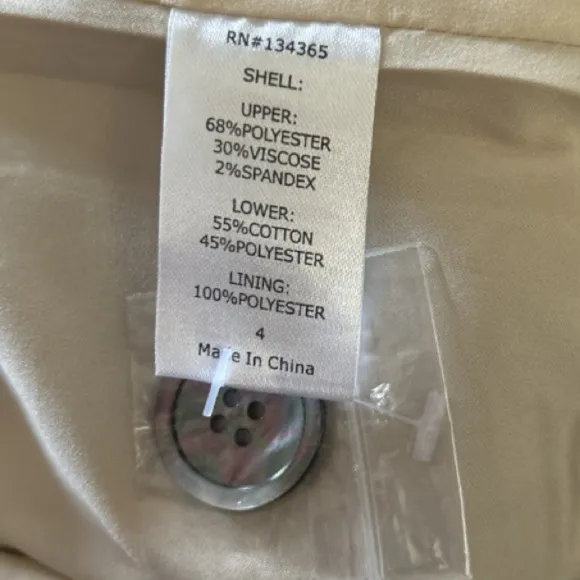 RN#134365
SHELL:
UPPER:
68%POLYESTER
30%VISCOSE
2%SPANDEX
LOWER:
55%COTTON
45%POLYESTER
LINING:
100%POLYESTER
4
Made In China